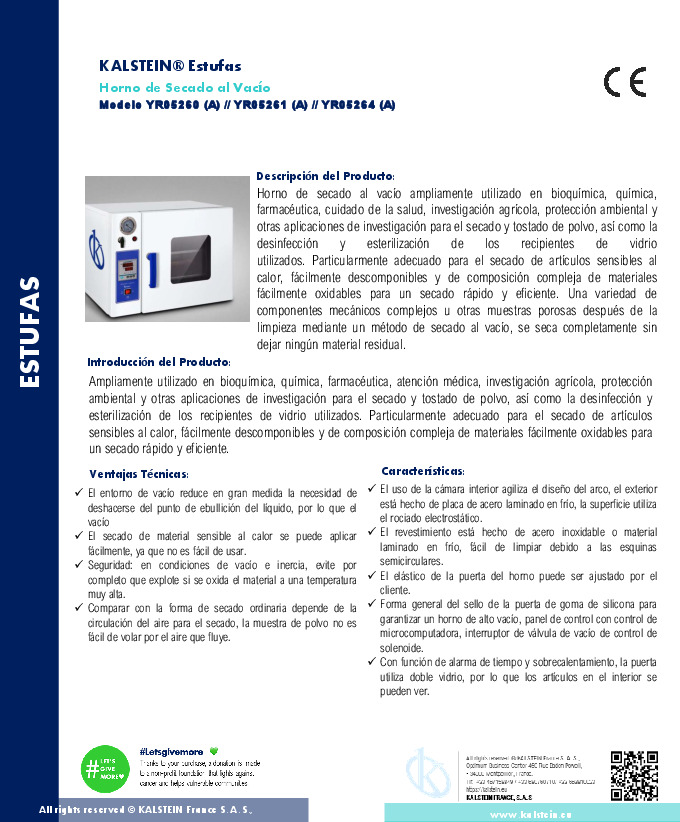 KALSTEIN® Estufas
Horno de Secado al Vacío
Modelo YR05260 (A) // YR05261 (A) // YR05264 (A)
CE
ESTUFAS
Descripción del Producto:
Horno de secado al vacío ampliamente utilizado en bioquímica, química,
farmacéutica, cuidado de la salud, investigación agrícola, protección ambiental y
otras aplicaciones de investigación para el secado y tostado de polvo, así como la
desinfección y esterilización de los recipientes de vidrio
utilizados. Particularmente adecuado para el secado de artículos sensibles al
calor, fácilmente descomponibles y de composición compleja de materiales
fácilmente oxidables para un secado rápido y eficiente. Una variedad de
componentes mecánicos complejos u otras muestras porosas después de la
limpieza mediante un método de secado al vacío, se seca completamente sin
dejar ningún material residual.
Introducción del Producto:
Ampliamente utilizado en bioquímica, química, farmacéutica, atención médica, investigación agrícola, protección
ambiental y otras aplicaciones de investigación para el secado y tostado de polvo, así como la desinfección y
esterilización de los recipientes de vidrio utilizados. Particularmente adecuado para el secado de artículos
sensibles al calor, fácilmente descomponibles y de composición compleja de materiales fácilmente oxidables para
un secado rápido y eficiente.
Ventajas Técnicas:
✓ El entorno de vacío reduce en gran medida la necesidad de
deshacerse del punto de ebullición del líquido, por lo que el
vacío
✓ El secado de material sensible al calor se puede aplicar
fácilmente, ya que no es fácil de usar.
✓ Seguridad: en condiciones de vacío e inercia, evite por
completo que explote si se oxida el material a una temperatura
muy alta.
✓ Comparar con la forma de secado ordinaria depende de la
circulación del aire para el secado, la muestra de polvo no es
fácil de volar por el aire que fluye.
Características:
✓ El uso de la cámara interior agiliza el diseño del arco, el exterior
está hecho de placa de acero laminado en frío, la superficie utiliza
el rociado electrostático.
✓ El revestimiento está hecho de acero inoxidable o material
laminado en frío, fácil de limpiar debido a las esquinas
semicirculares.
✓ El elástico de la puerta del horno puede ser ajustado por el
cliente.
✓ Forma general del sello de la puerta de goma de silicona para
garantizar un horno de alto vacío, panel de control con control de
microcomputadora, interruptor de válvula de vacío de control de
solenoide.
✓ Con función de alarma de tiempo y sobrecalentamiento, la puerta
utiliza doble vidrio, por lo que los artículos en el interior se
pueden ver.
#LET'S
GIVE
MORE
#Letsgivemore
Thanks to your purchase, a donation is made
to a non-profit foundation that fights against
cancer and helps vulnerable communities
All rights reserved © KALSTEIN France S. A. S.,
Optimum Business Center 450 Rue Baden Powell,
34000 Montpellier, France.
https://kalstein.eu
KALSTEIN FRANCE, S.A.S
All rights reserved © KALSTEIN France S. A. S.,
www.kalstein.eu